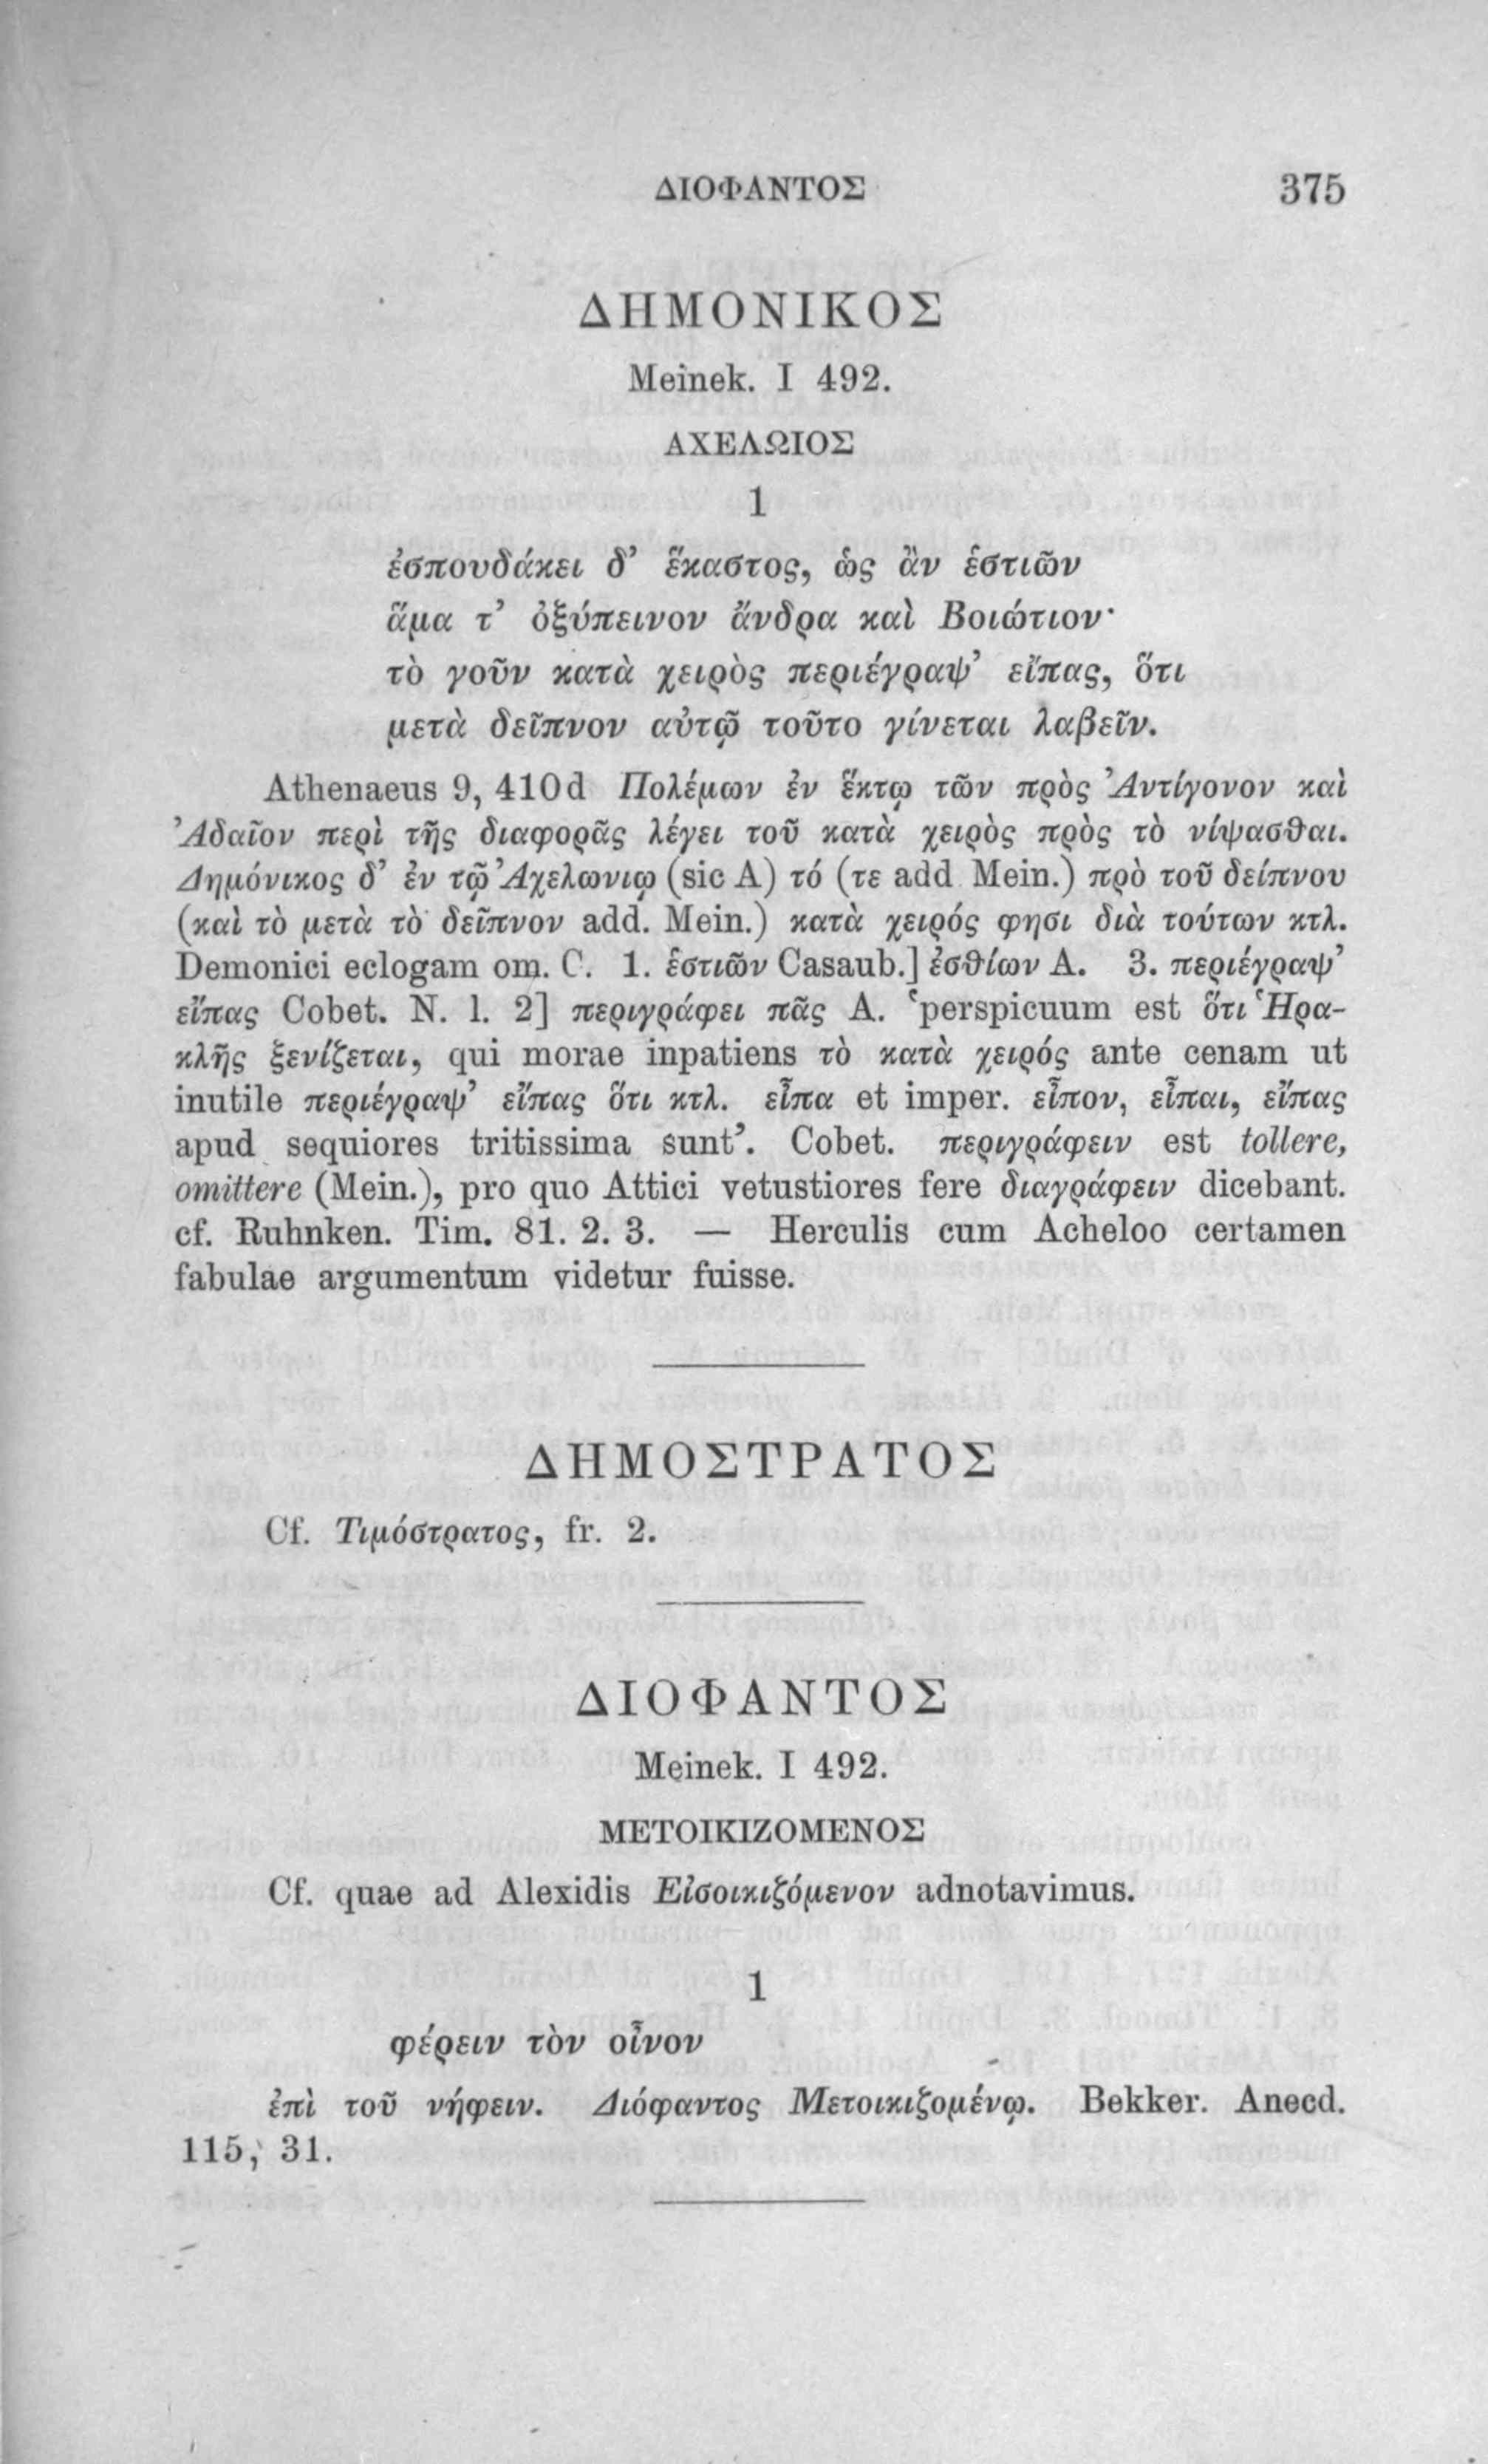 ΔΙΟΦΑΝΤΟΣ 375
ΔΗΜΟΝΙΚΟΣ
Meinek. I 492.
ΑΧΕΛΩΙΟΣ
1
ἐσπουδάκει δ’ ἕκαστος, ὡς ἂν ἑστιῶν
ἅμα τ’ ὀξύπεινον ἄνδρα καὶ Βοιώτιον·
τὸ γοῦν κατὰ χειρὸς περιέγραψ’ εἴπας, ὅτι
μετὰ δεῖπνον αὐτῷ τοῦτο γίνεται λαβεῖν.
Athenaeus 9, 410d Πολέμων ἐν ἕκτῳ τῶν πρὸς Ἀντίγονον καὶ
Ἀδαῖον περὶ τῆς διαφορᾶς λέγει τοῦ κατὰ χειρὸς πρὸς τὸ νίψασθαι.
Δημόνικος δ’ ἐν τῷ Ἀχελωνιῳ (sic A) τό (τε add. Mein.) πρὸ τοῦ δείπνου
(καὶ τὸ μετὰ τὸ δεῖπνον add. Mein.) κατὰ χειρός φησι διὰ τούτων κτλ.
Demonici eclogam om. C. 1. ἑστιῶν Casaub.] ἐσθίων A. 3. περιέγραψ’
εἴπας Cobet. N. l. 2] περιγράφει πᾶς A. ‘perspicuum est ὅτι Ἡρα-
κλῆς ξενίζεται, qui morae inpatiens τὸ κατὰ χειρός ante cenam ut
inutile περιέγραψ’ εἴπας ὅτι κτλ. εἶπα et imper. εἶπον, εἶπαι, εἴπας
apud sequiores tritissima sunt’. Cobet. περιγράφειν est tollere,
omittere (Mein.), pro quo Attici vetustiores fere διαγράφειν dicebant.
cf. Ruhnken. Tim. 81. 2. 3. — Herculis cum Acheloo certamen
fabulae argumentum videtur fuisse.
ΔΗΜΟΣΤΡΑΤΟΣ
Cf. Τιμόστρατος, fr. 2.
ΔΙΟΦΑΝΤΟΣ
Meinek. I 492.
ΜΕΤΟΙΚΙΖΟΜΕΝΟΣ
Cf. quae ad Alexidis Εἰσοικιζόμενον adnotavimus.
1
φέρειν τὸν οἶνον
ἐπὶ τοῦ νήφειν. Διόφαντος Μετοικιζομένῳ. Bekker. Anecd.
115, 31.